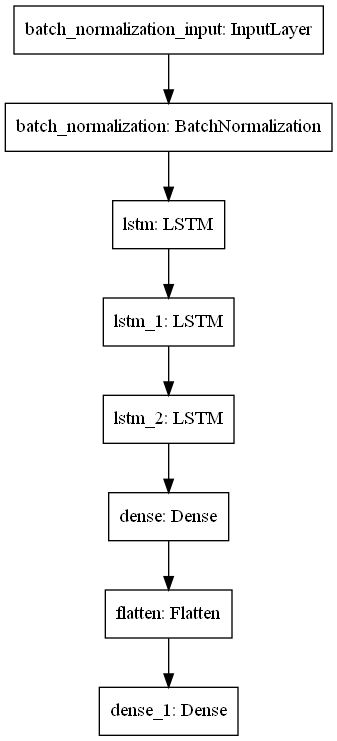 batch_normalization_input: InputLayer
batch_normalization: BatchNormalization
lstm: LSTM
lstm_1: LSTM
lstm_2: LSTM
dense: Dense
flatten: Flatten
dense_1: Dense